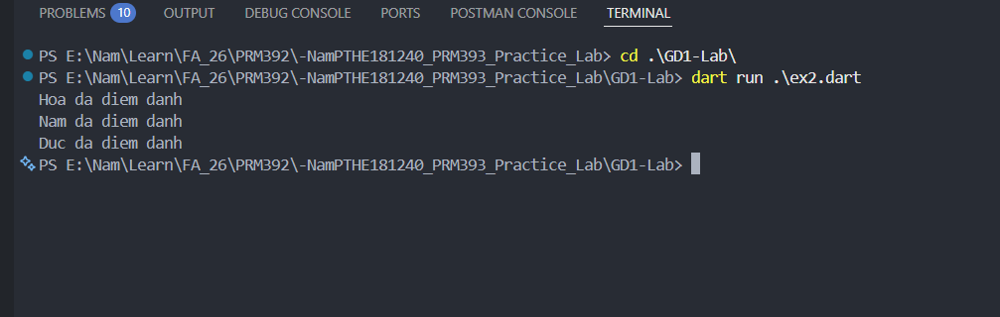 PROBLEMS 10 OUTPUT DEBUG CONSOLE PORTS POSTMAN CONSOLE TERMINAL
PS E:\Nam\Learn\FA_26\PRM392\-NamPTHE181240_PRM393_Practice_Lab> cd .\GD1-Lab\
PS E:\Nam\Learn\FA_26\PRM392\-NamPTHE181240_PRM393_Practice_Lab\GD1-Lab> dart run .\ex2.dart
Hoa da diem danh
Nam da diem danh
Duc da diem danh
PS E:\Nam\Learn\FA_26\PRM392\-NamPTHE181240_PRM393_Practice_Lab\GD1-Lab>